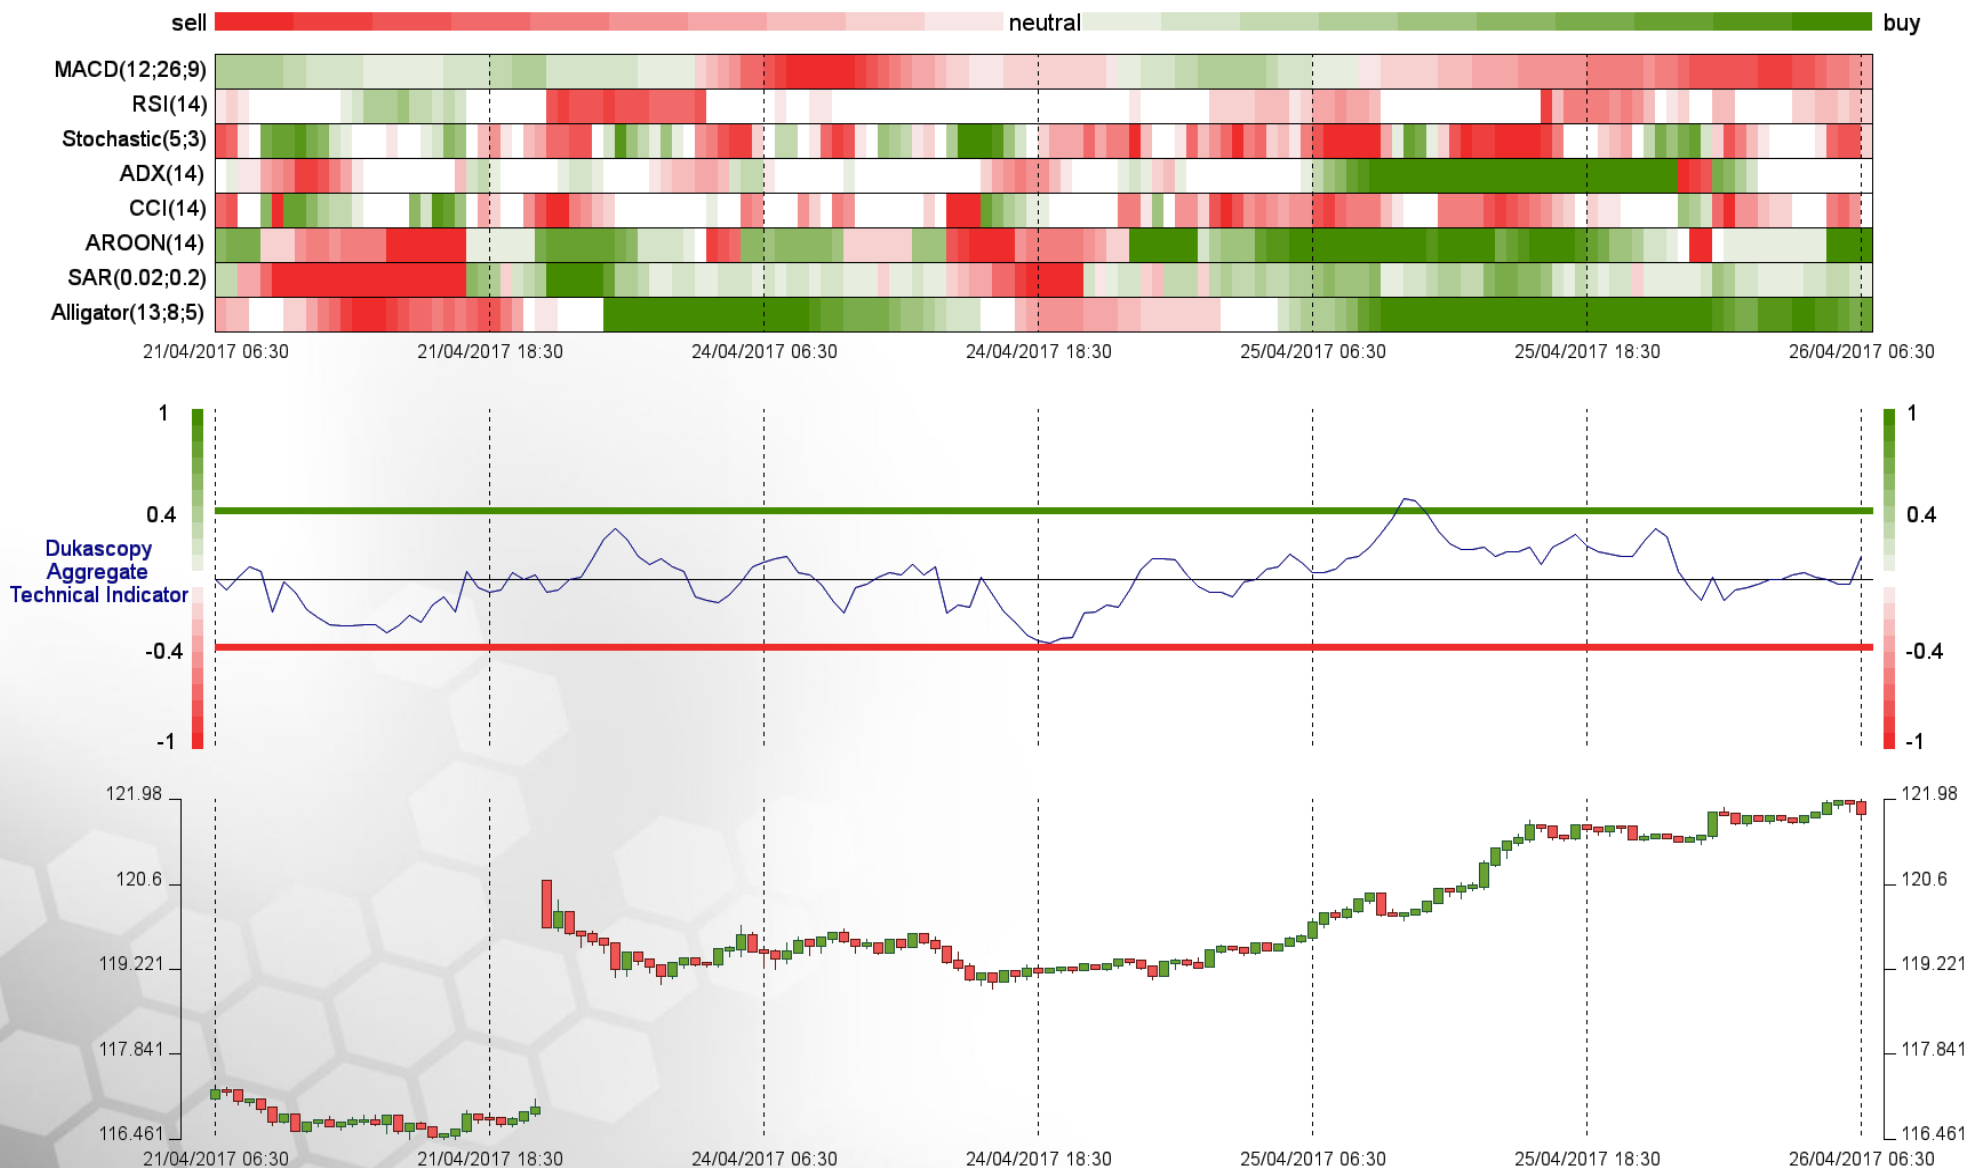 sell neutral buy
MACD(12;26;9)
RSI(14)
Stochastic(5;3)
ADX(14)
CCI(14)
AROON(14)
SAR(0.02;0.2)
Alligator(13;8;5)
21/04/2017 06:30 21/04/2017 18:30 24/04/2017 06:30 24/04/2017 18:30 25/04/2017 06:30 25/04/2017 18:30 26/04/2017 06:30
1 1
0.4 0.4
Dukascopy
Aggregate
Technical Indicator
-0.4 -0.4
-1 -1
121.98 121.98
120.6 120.6
119.221 119.221
117.841 117.841
116.461 116.461
21/04/2017 06:30 21/04/2017 18:30 24/04/2017 06:30 24/04/2017 18:30 25/04/2017 06:30 25/04/2017 18:30 26/04/2017 06:30